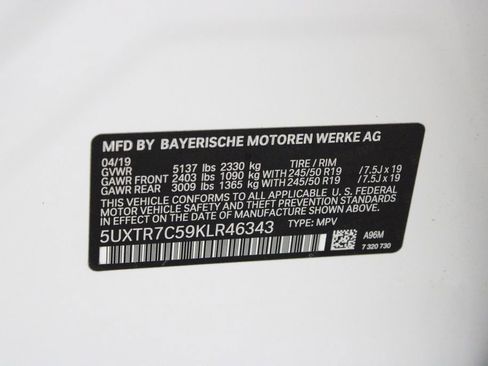 MFD BY BAYERISCHE MOTOREN WERKE AG
04/19
GVWR 5137 lbs 2330 kg TIRE / RIM
GAWR FRONT 2403 lbs 1090 kg WITH 245/50 R19 / 7.5J x 19
GAWR REAR 3009 lbs 1365 kg WITH 245/50 R19 / 7.5J x 19
THIS VEHICLE CONFORMS TO ALL APPLICABLE U. S. FEDERAL
MOTOR VEHICLE SAFETY, BUMPER AND THEFT PREVENTION
STANDARDS IN EFFECT ON THE DATE OF MANUFACTURE
SHOWN ABOVE.
5UXTR7C59KLR46343 TYPE: MPV
A96M
7 320 730